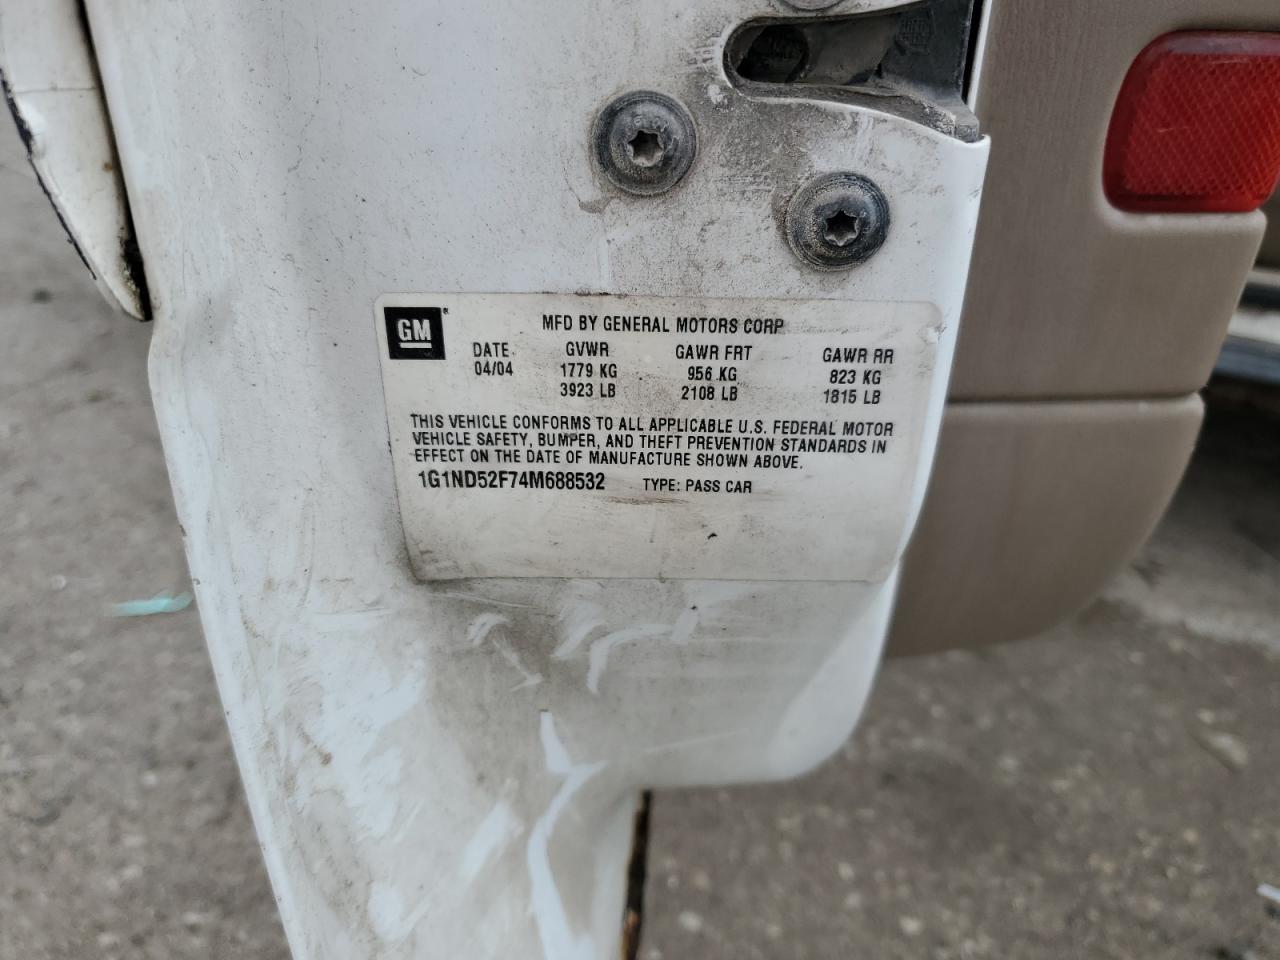 GM
MFD BY GENERAL MOTORS CORP
DATE GVWR GAWR FRT GAWR RR
04/04 1779 KG 956 KG 823 KG
3923 LB 2108 LB 1815 LB
THIS VEHICLE CONFORMS TO ALL APPLICABLE U.S. FEDERAL MOTOR
VEHICLE SAFETY, BUMPER, AND THEFT PREVENTION STANDARDS IN
EFFECT ON THE DATE OF MANUFACTURE SHOWN ABOVE.
1G1ND52F74M688532 TYPE: PASS CAR